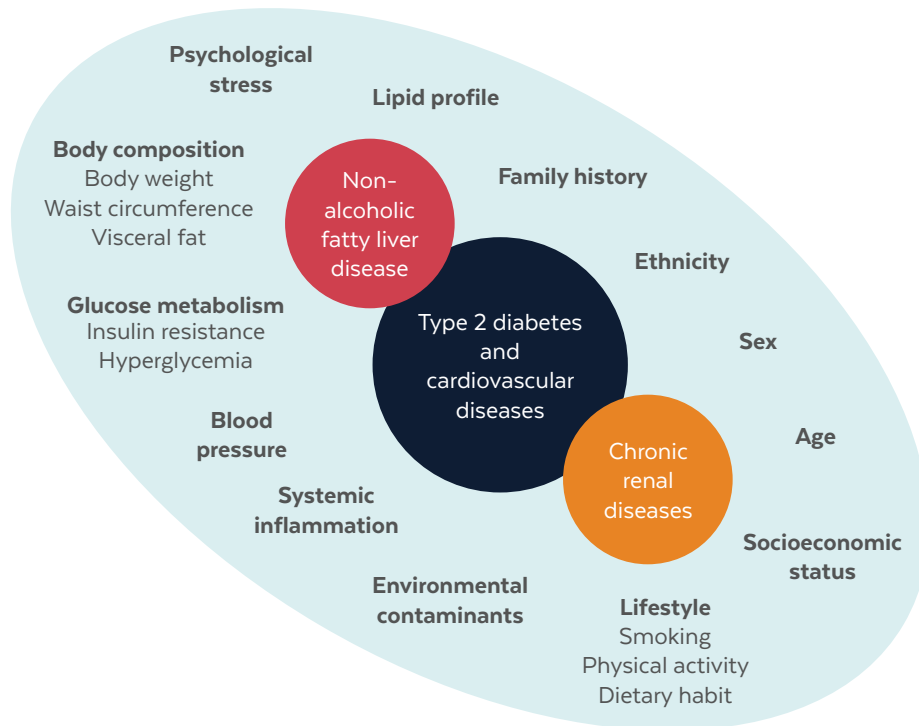 Psychological
stress
Lipid profile
Body composition
Body weight
Waist circumference
Visceral fat
Non-
alcoholic
fatty liver
disease
Family history
Ethnicity
Glucose metabolism
Insulin resistance
Hyperglycemia
Type 2 diabetes
and
cardiovascular
diseases
Sex
Blood
pressure
Age
Chronic
renal
diseases
Systemic
inflammation
Socioeconomic
status
Environmental
contaminants
Lifestyle
Smoking
Physical activity
Dietary habit